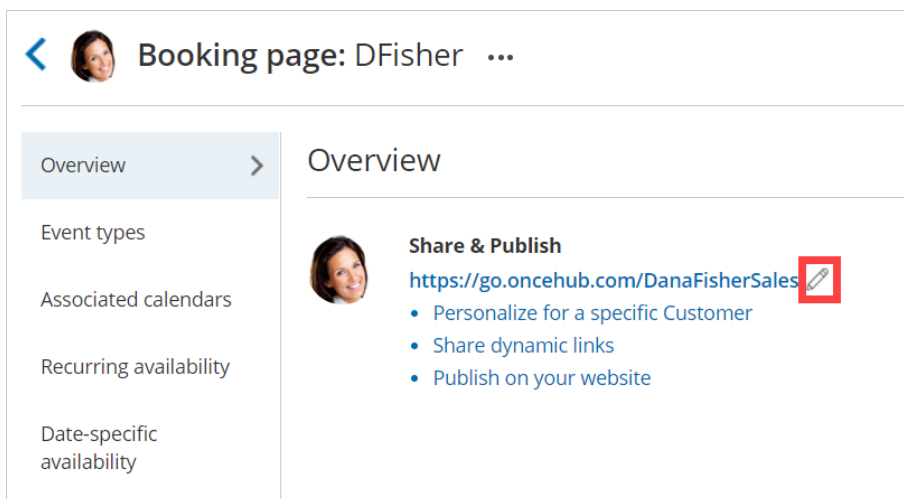 Booking page: DFisher ...
Overview
Event types
Associated calendars
Recurring availability
Date-specific
availability
Overview
Share & Publish
https://go.oncehub.com/DanaFisherSales
• Personalize for a specific Customer
• Share dynamic links
• Publish on your website